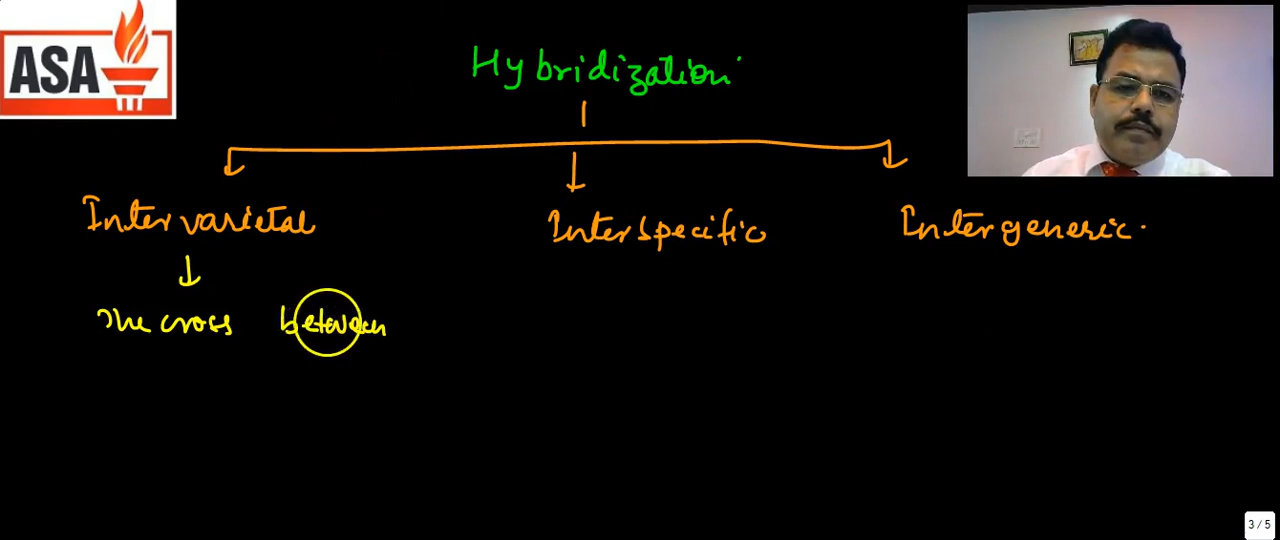 ASA
Hybridization
Intervarietal Interspecific Intergeneric.
The cross between
3/5